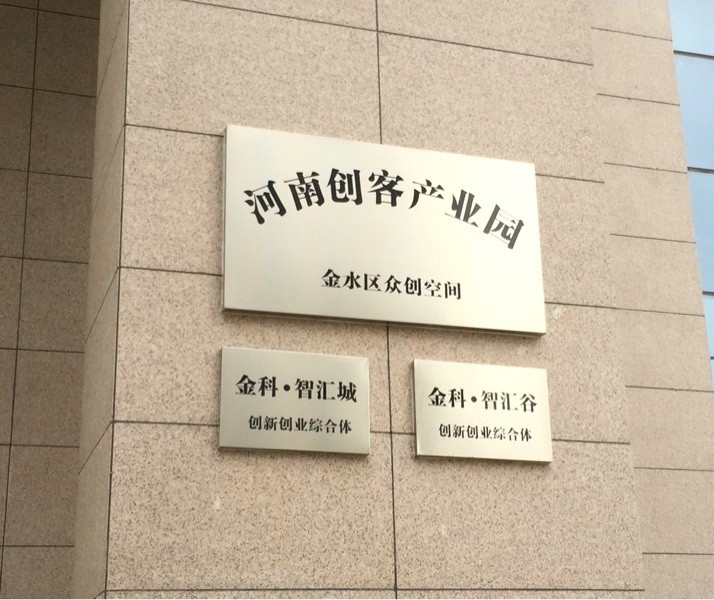 河南创客产业园
金水区众创空间
金科·智汇城
创新创业综合体
金科·智汇谷
创新创业综合体